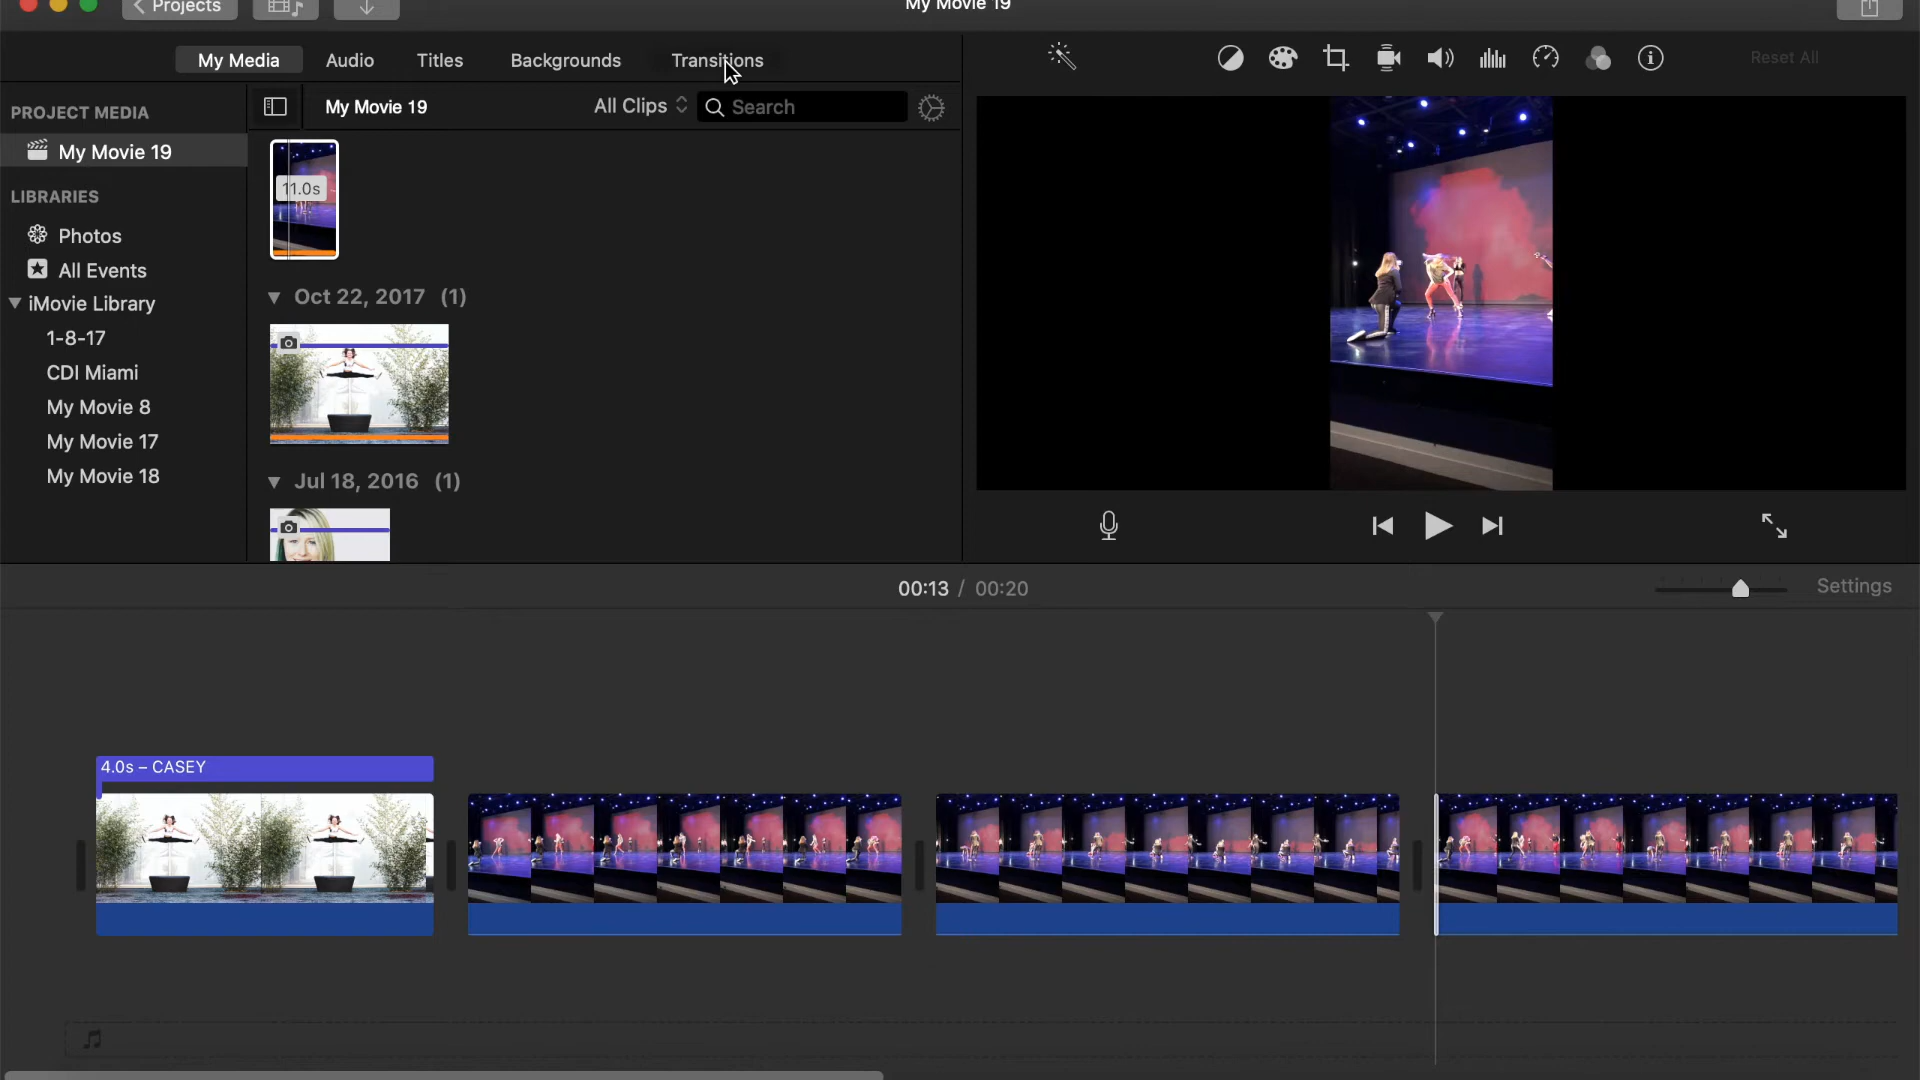 Projects
My Movie 19
My Media
Audio
Titles
Backgrounds
Transitions
Reset All
PROJECT MEDIA
My Movie 19
All Clips
Search
My Movie 19
11.0s
LIBRARIES
Photos
All Events
iMovie Library
Oct 22, 2017 (1)
1-8-17
CDI Miami
My Movie 8
My Movie 17
My Movie 18
Jul 18, 2016 (1)
00:13 / 00:20
Settings
4.0s – CASEY